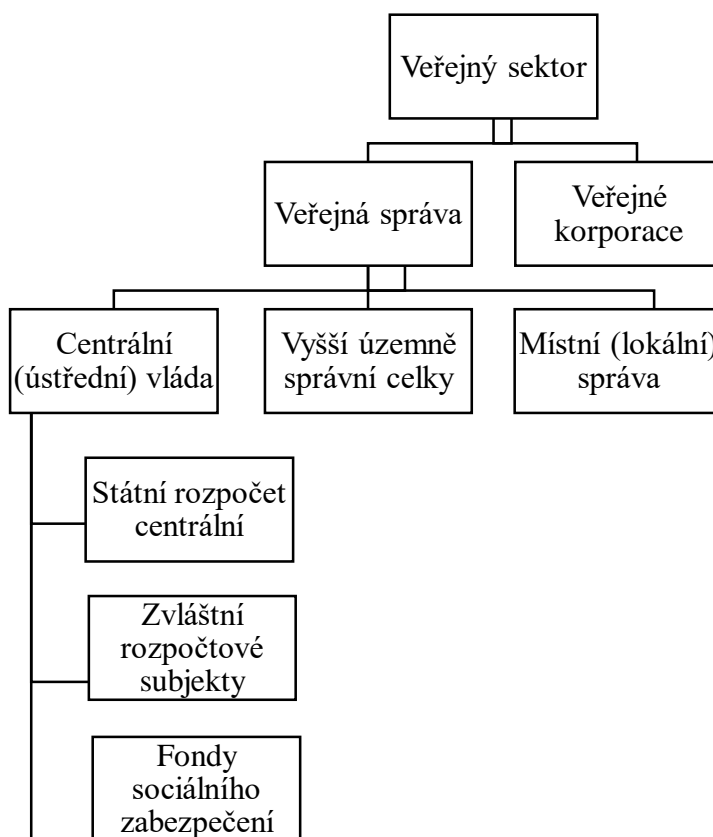 Veřejný sektor
Veřejná správa
Veřejné
korporace
Centrální
(ústřední) vláda
Vyšší územně
správní celky
Místní (lokální)
správa
Státní rozpočet
centrální
Zvláštní
rozpočtové
subjekty
Fondy
sociálního
zabezpečení